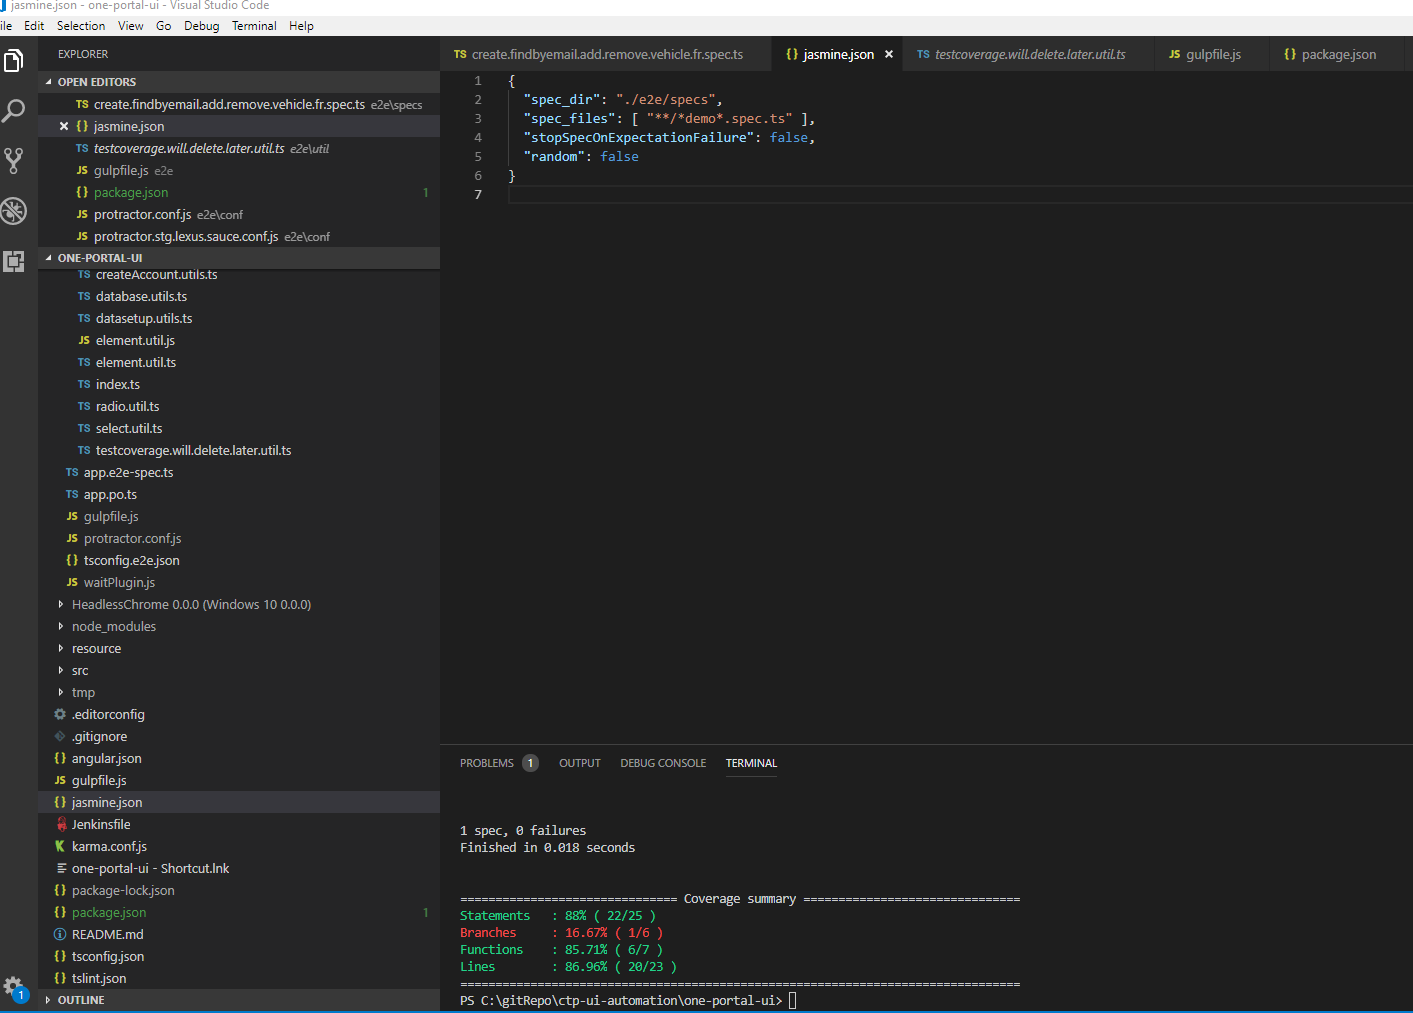 jasmine.json - one-portal-ui - Visual Studio Code
ile Edit Selection View Go Debug Terminal Help
EXPLORER
OPEN EDITORS
TS create.findbyemail.add.remove.vehicle.fr.spec.ts e2e\specs
{} jasmine.json
TS testcoverage.will.delete.later.util.ts e2e\util
JS gulpfile.js e2e
{} package.json 1
JS protractor.conf.js e2e\conf
JS protractor.stg.lexus.sauce.conf.js e2e\conf
ONE-PORTAL-UI
TS createAccount.utils.ts
TS database.utils.ts
TS datasetup.utils.ts
JS element.util.js
TS element.util.ts
TS index.ts
TS radio.util.ts
TS select.util.ts
TS testcoverage.will.delete.later.util.ts
TS app.e2e-spec.ts
TS app.po.ts
JS gulpfile.js
JS protractor.conf.js
{} tsconfig.e2e.json
JS waitPlugin.js
HeadlessChrome 0.0.0 (Windows 10 0.0.0)
node_modules
resource
src
tmp
.editorconfig
.gitignore
{} angular.json
JS gulpfile.js
{} jasmine.json
Jenkinsfile
karma.conf.js
one-portal-ui - Shortcut.lnk
{} package-lock.json
{} package.json 1
README.md
{} tsconfig.json
{} tslint.json
OUTLINE
1
TS create.findbyemail.add.remove.vehicle.fr.spec.ts {} jasmine.json TS testcoverage.will.delete.later.util.ts JS gulpfile.js {} package.json
1 {
2 "spec_dir": "./e2e/specs",
3 "spec_files": [ "**/*demo*.spec.ts" ],
4 "stopSpecOnExpectationFailure": false,
5 "random": false
6 }
7
PROBLEMS 1 OUTPUT DEBUG CONSOLE TERMINAL
1 spec, 0 failures
Finished in 0.018 seconds
=============================== Coverage summary ===============================
Statements : 88% ( 22/25 )
Branches : 16.67% ( 1/6 )
Functions : 85.71% ( 6/7 )
Lines : 86.96% ( 20/23 )
================================================================================
PS C:\gitRepo\ctp-ui-automation\one-portal-ui>